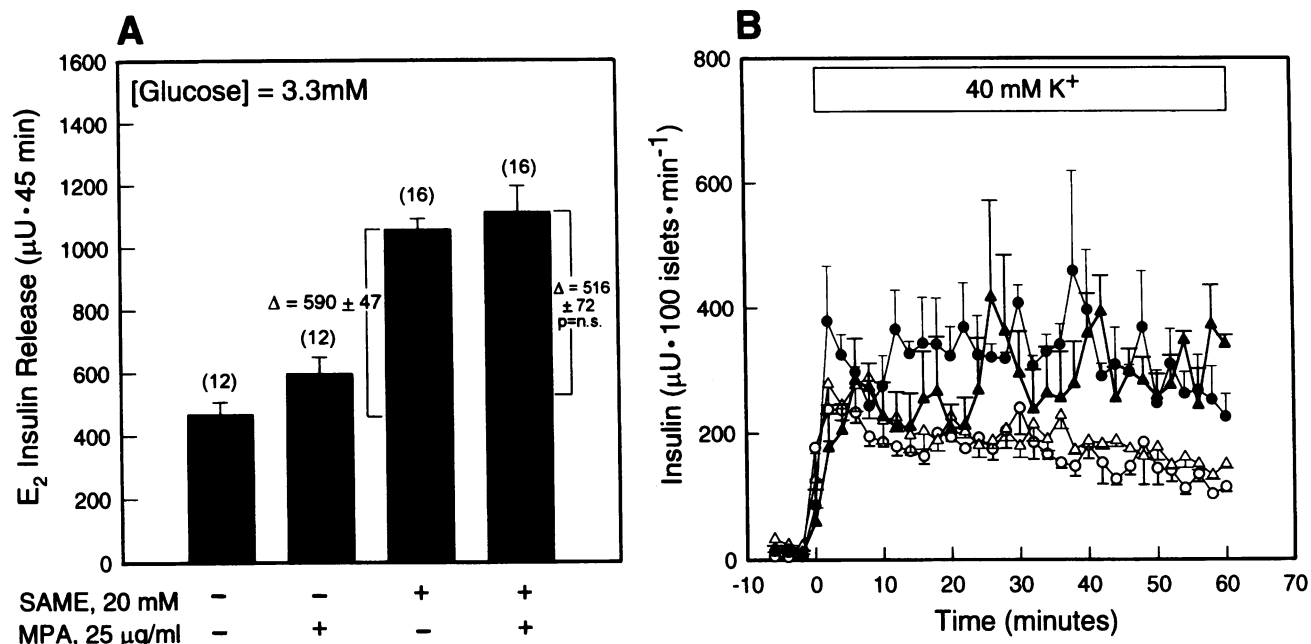 A
1600
1400
1200
1000
800
600
400
200
0
E₂ Insulin Release (μU · 45 min)
[Glucose] = 3.3mM
(12)
(12)
(16)
(16)
Δ = 590 ± 47
Δ = 516
± 72
p=n.s.
SAME, 20 mM − − + +
MPA, 25 μg/ml − + − +
B
800
600
400
200
0
Insulin (μU · 100 islets · min⁻¹)
40 mM K⁺
-10 0 10 20 30 40 50 60 70
Time (minutes)